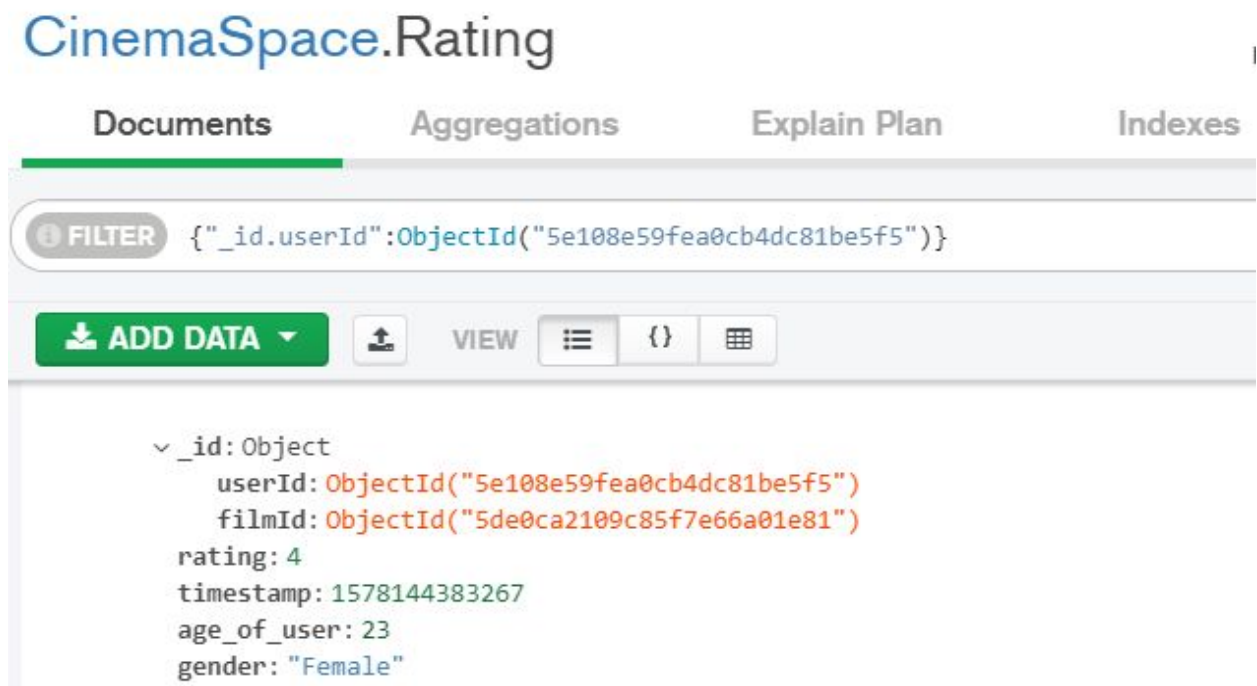 CinemaSpace.Rating
Documents Aggregations Explain Plan Indexes
FILTER {"_id.userId":ObjectId("5e108e59fea0cb4dc81be5f5")}
ADD DATA VIEW {}
_id: Object
userId: ObjectId("5e108e59fea0cb4dc81be5f5")
filmId: ObjectId("5de0ca2109c85f7e66a01e81")
rating: 4
timestamp: 1578144383267
age_of_user: 23
gender: "Female"